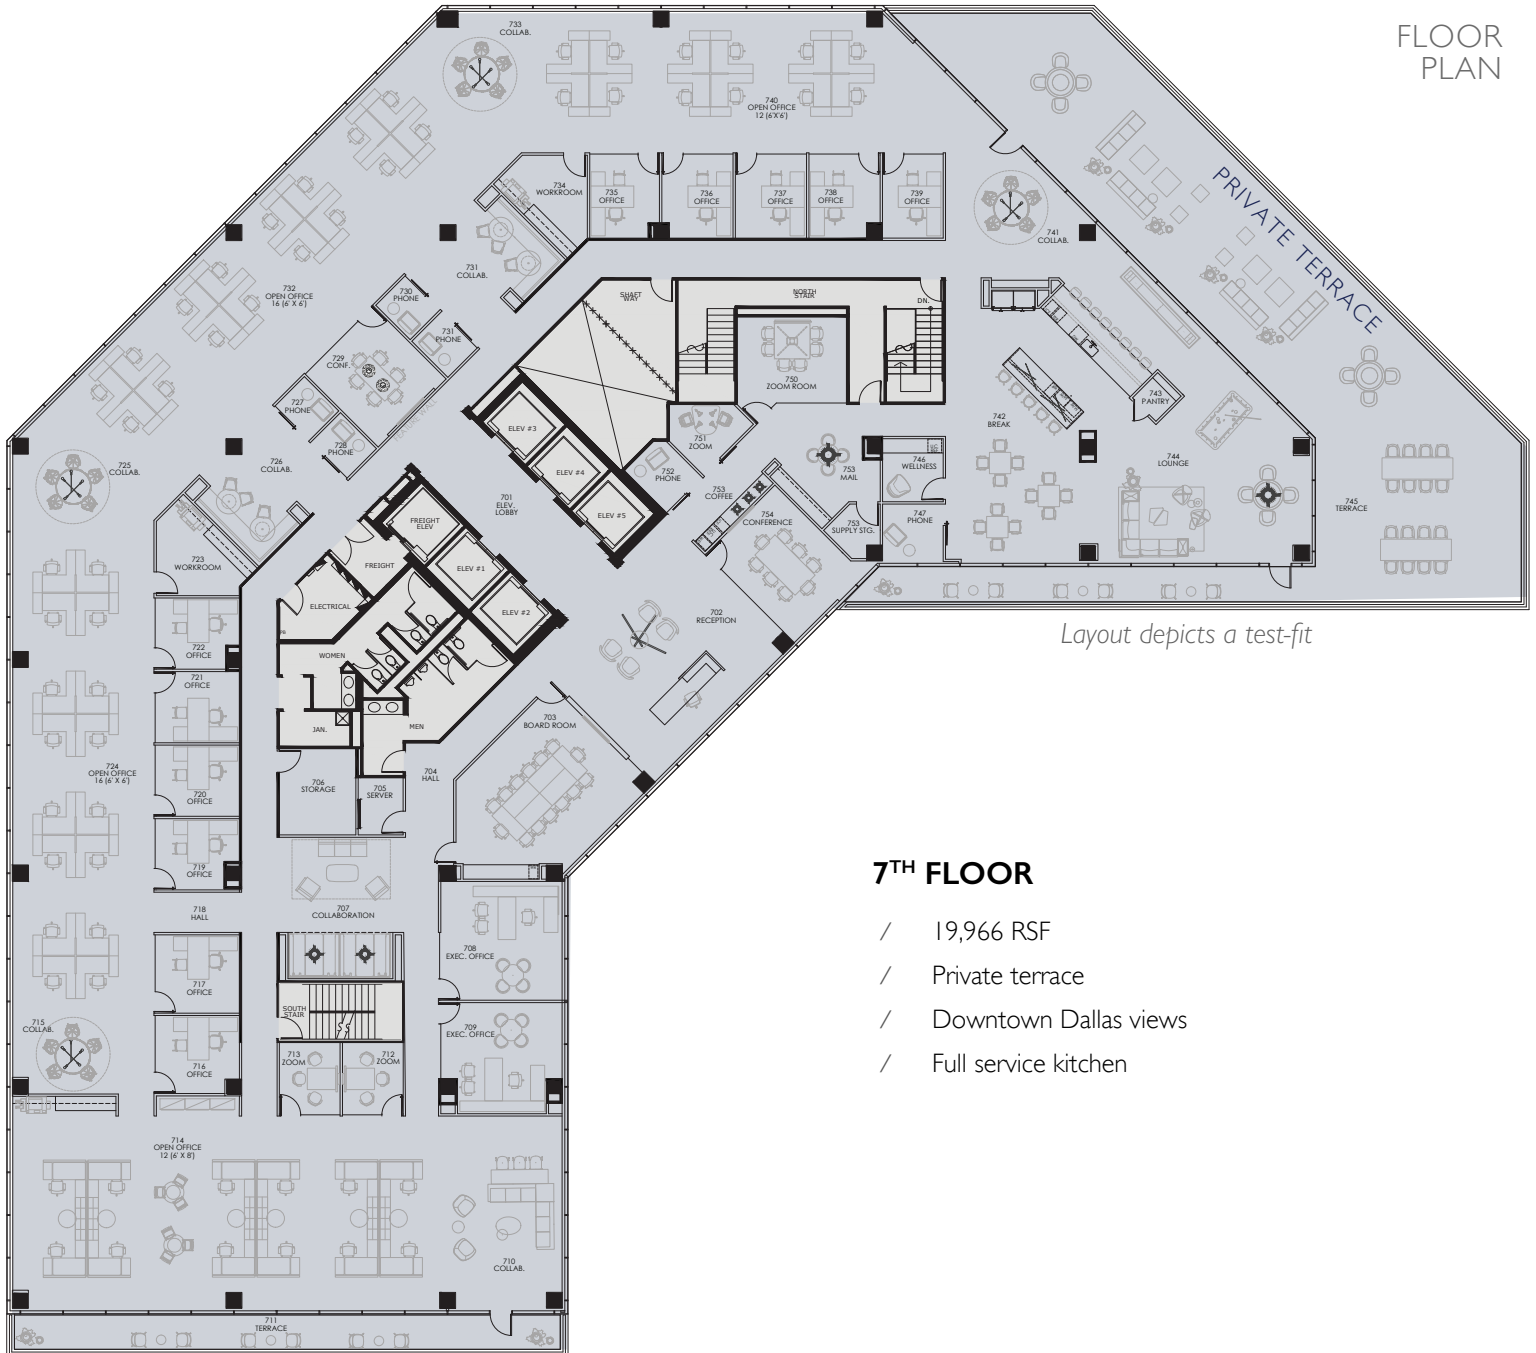 FLOOR
PLAN
733
COLLAB.
740
OPEN OFFICE
12 (6'X'6')
734
WORKROOM
735
OFFICE
736
OFFICE
737
OFFICE
738
OFFICE
739
OFFICE
741
COLLAB.
PRIVATE TERRACE
731
COLLAB.
732
OPEN OFFICE
16 (6' X 6')
730
PHONE
731
PHONE
729
CONF.
727
PHONE
728
PHONE
SHAFT
WAY
NORTH
STAIR
DN.
750
ZOOM ROOM
751
ZOOM
752
PHONE
753
COFFEE
753
MAIL
753
SUPPLY STG.
754
CONFERENCE
742
BREAK
743
PANTRY
744
LOUNGE
745
TERRACE
746
WELLNESS
747
PHONE
725
COLLAB.
726
COLLAB.
ELEV #3
ELEV #4
ELEV #5
701
ELEV.
LOBBY
FREIGHT
ELEV
ELEV #1
ELEV #2
FREIGHT
ELECTRICAL
723
WORKROOM
722
OFFICE
721
OFFICE
720
OFFICE
719
OFFICE
WOMEN
MEN
JAN.
702
RECEPTION
703
BOARD ROOM
704
HALL
705
SERVER
706
STORAGE
724
OPEN OFFICE
16 (6' X 6')
Layout depicts a test-fit
718
HALL
707
COLLABORATION
708
EXEC. OFFICE
709
EXEC. OFFICE
717
OFFICE
716
OFFICE
715
COLLAB.
SOUTH
STAIR
713
ZOOM
712
ZOOM
714
OPEN OFFICE
12 (6' X 8')
710
COLLAB.
711
TERRACE
7TH FLOOR
/ 19,966 RSF
/ Private terrace
/ Downtown Dallas views
/ Full service kitchen